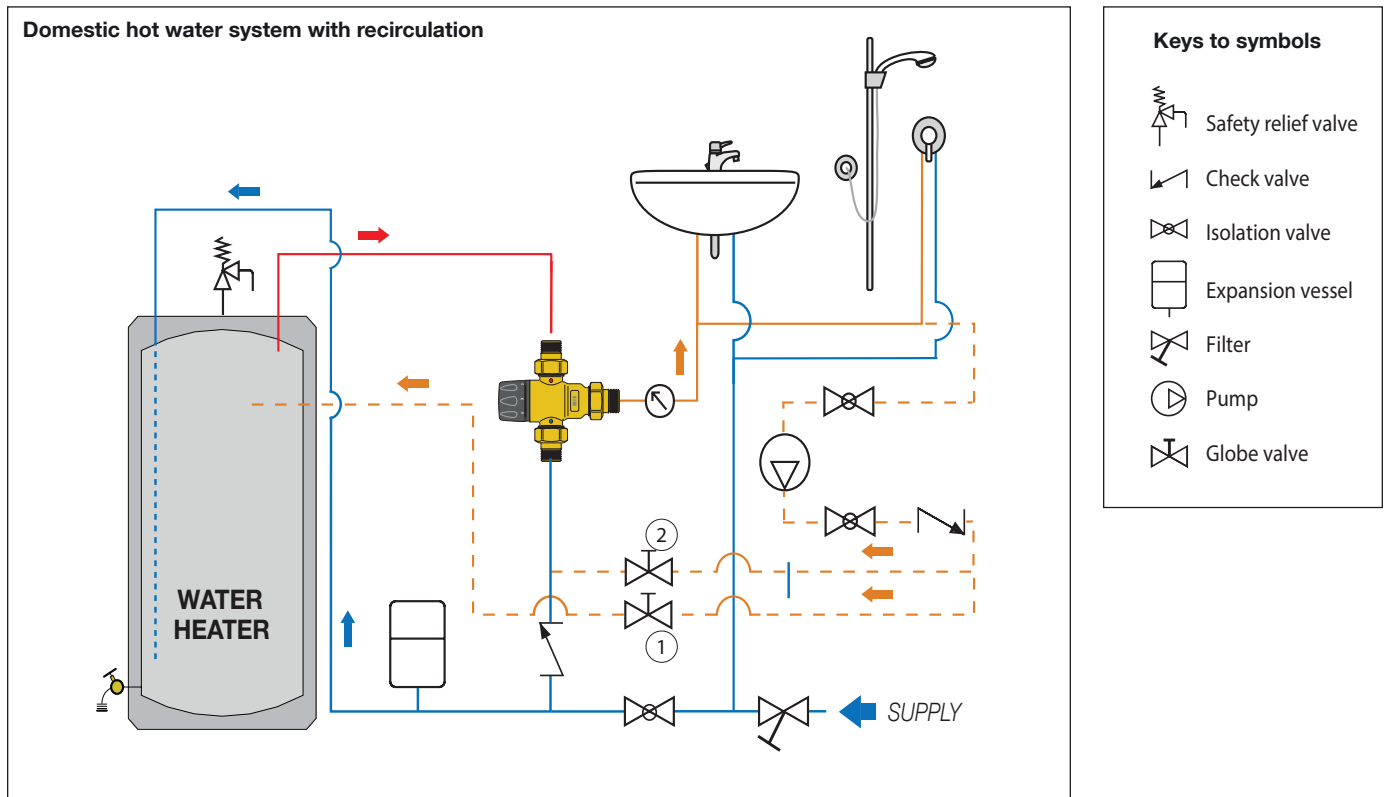 Domestic hot water system with recirculation
WATER
HEATER
2
1
SUPPLY
Keys to symbols
Safety relief valve
Check valve
Isolation valve
Expansion vessel
Filter
Pump
Globe valve